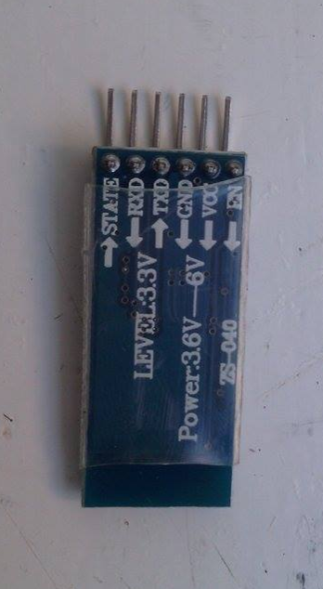 STATE
RXD
TXD
GND
VCC
EN
LEVEL:3.3V
Power:3.6V—6V
ZS-040